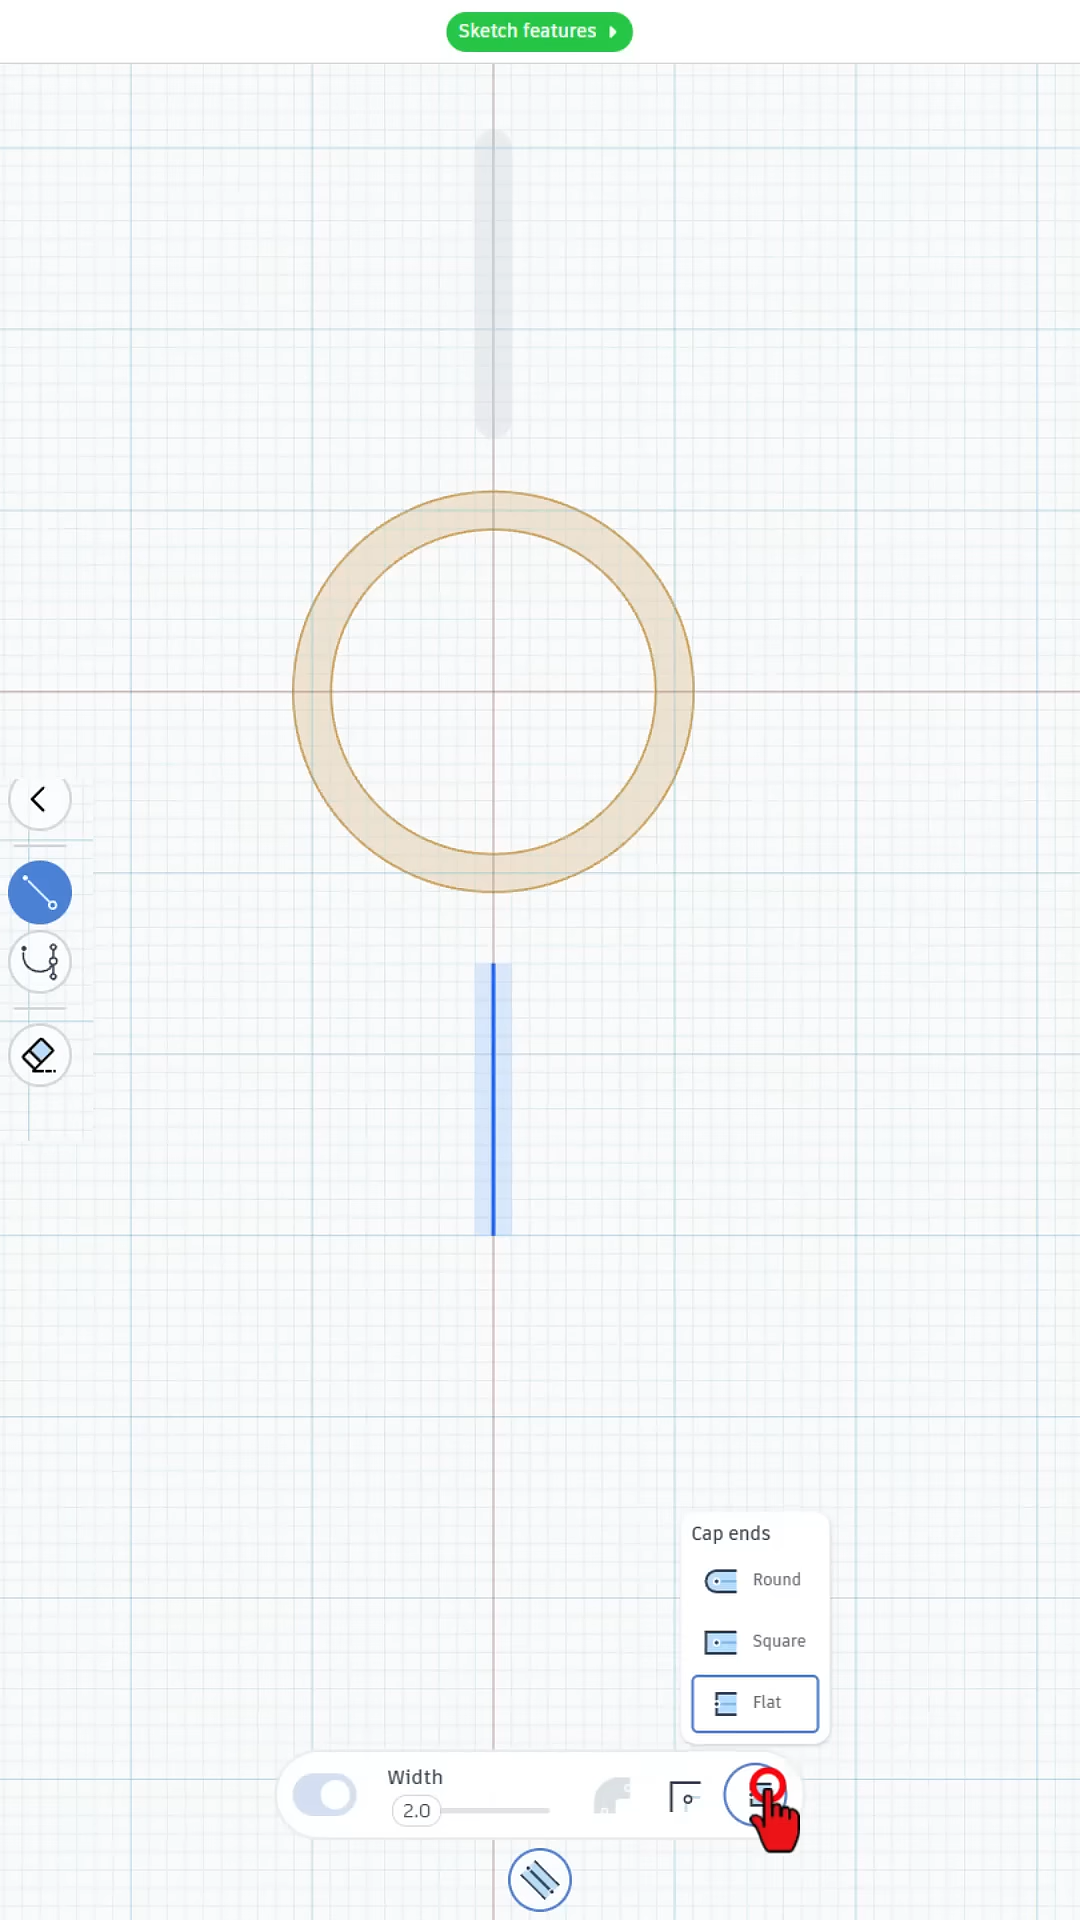 Sketch features
Cap ends
Round
Square
Flat
Width
2.0